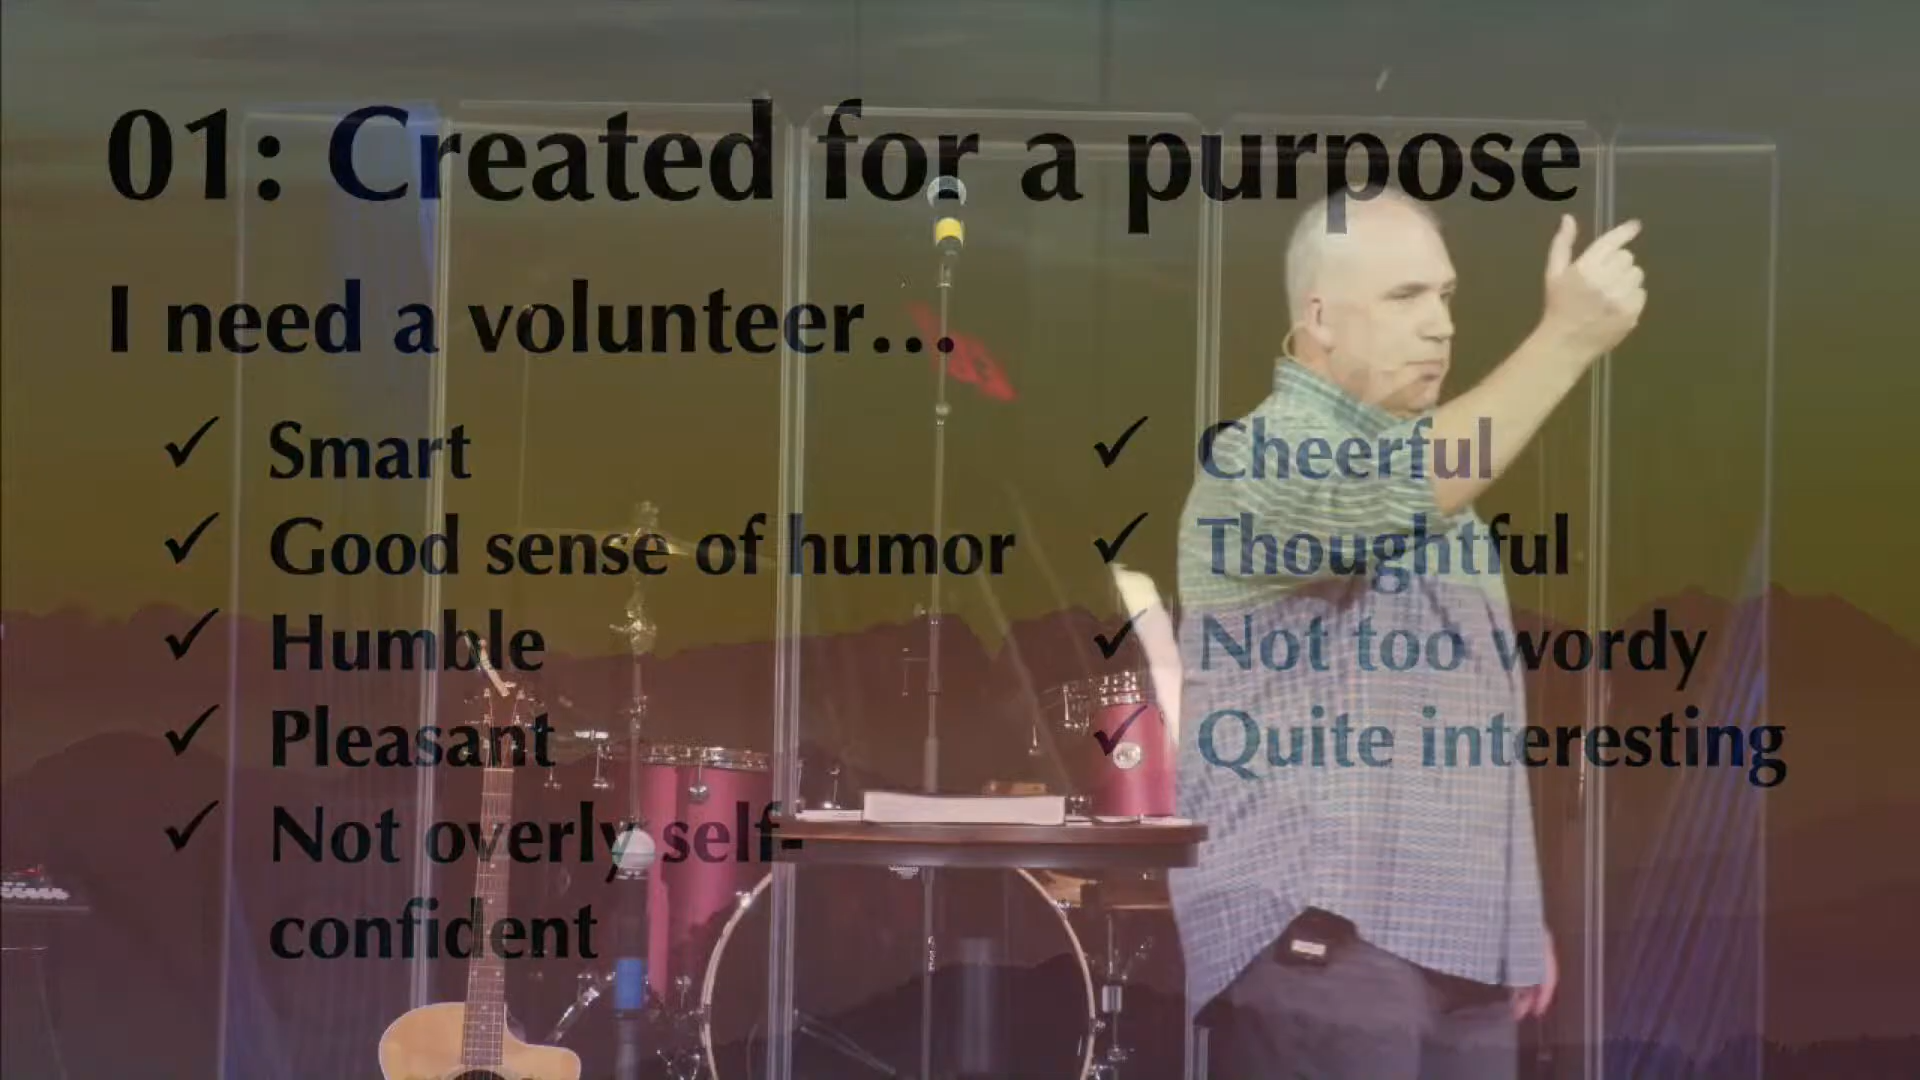 01: Created for a purpose
I need a volunteer...
✓ Smart
✓ Good sense of humor
✓ Humble
✓ Pleasant
✓ Not overly self-
confident
✓ Cheerful
✓ Thoughtful
✓ Not too wordy
✓ Quite interesting